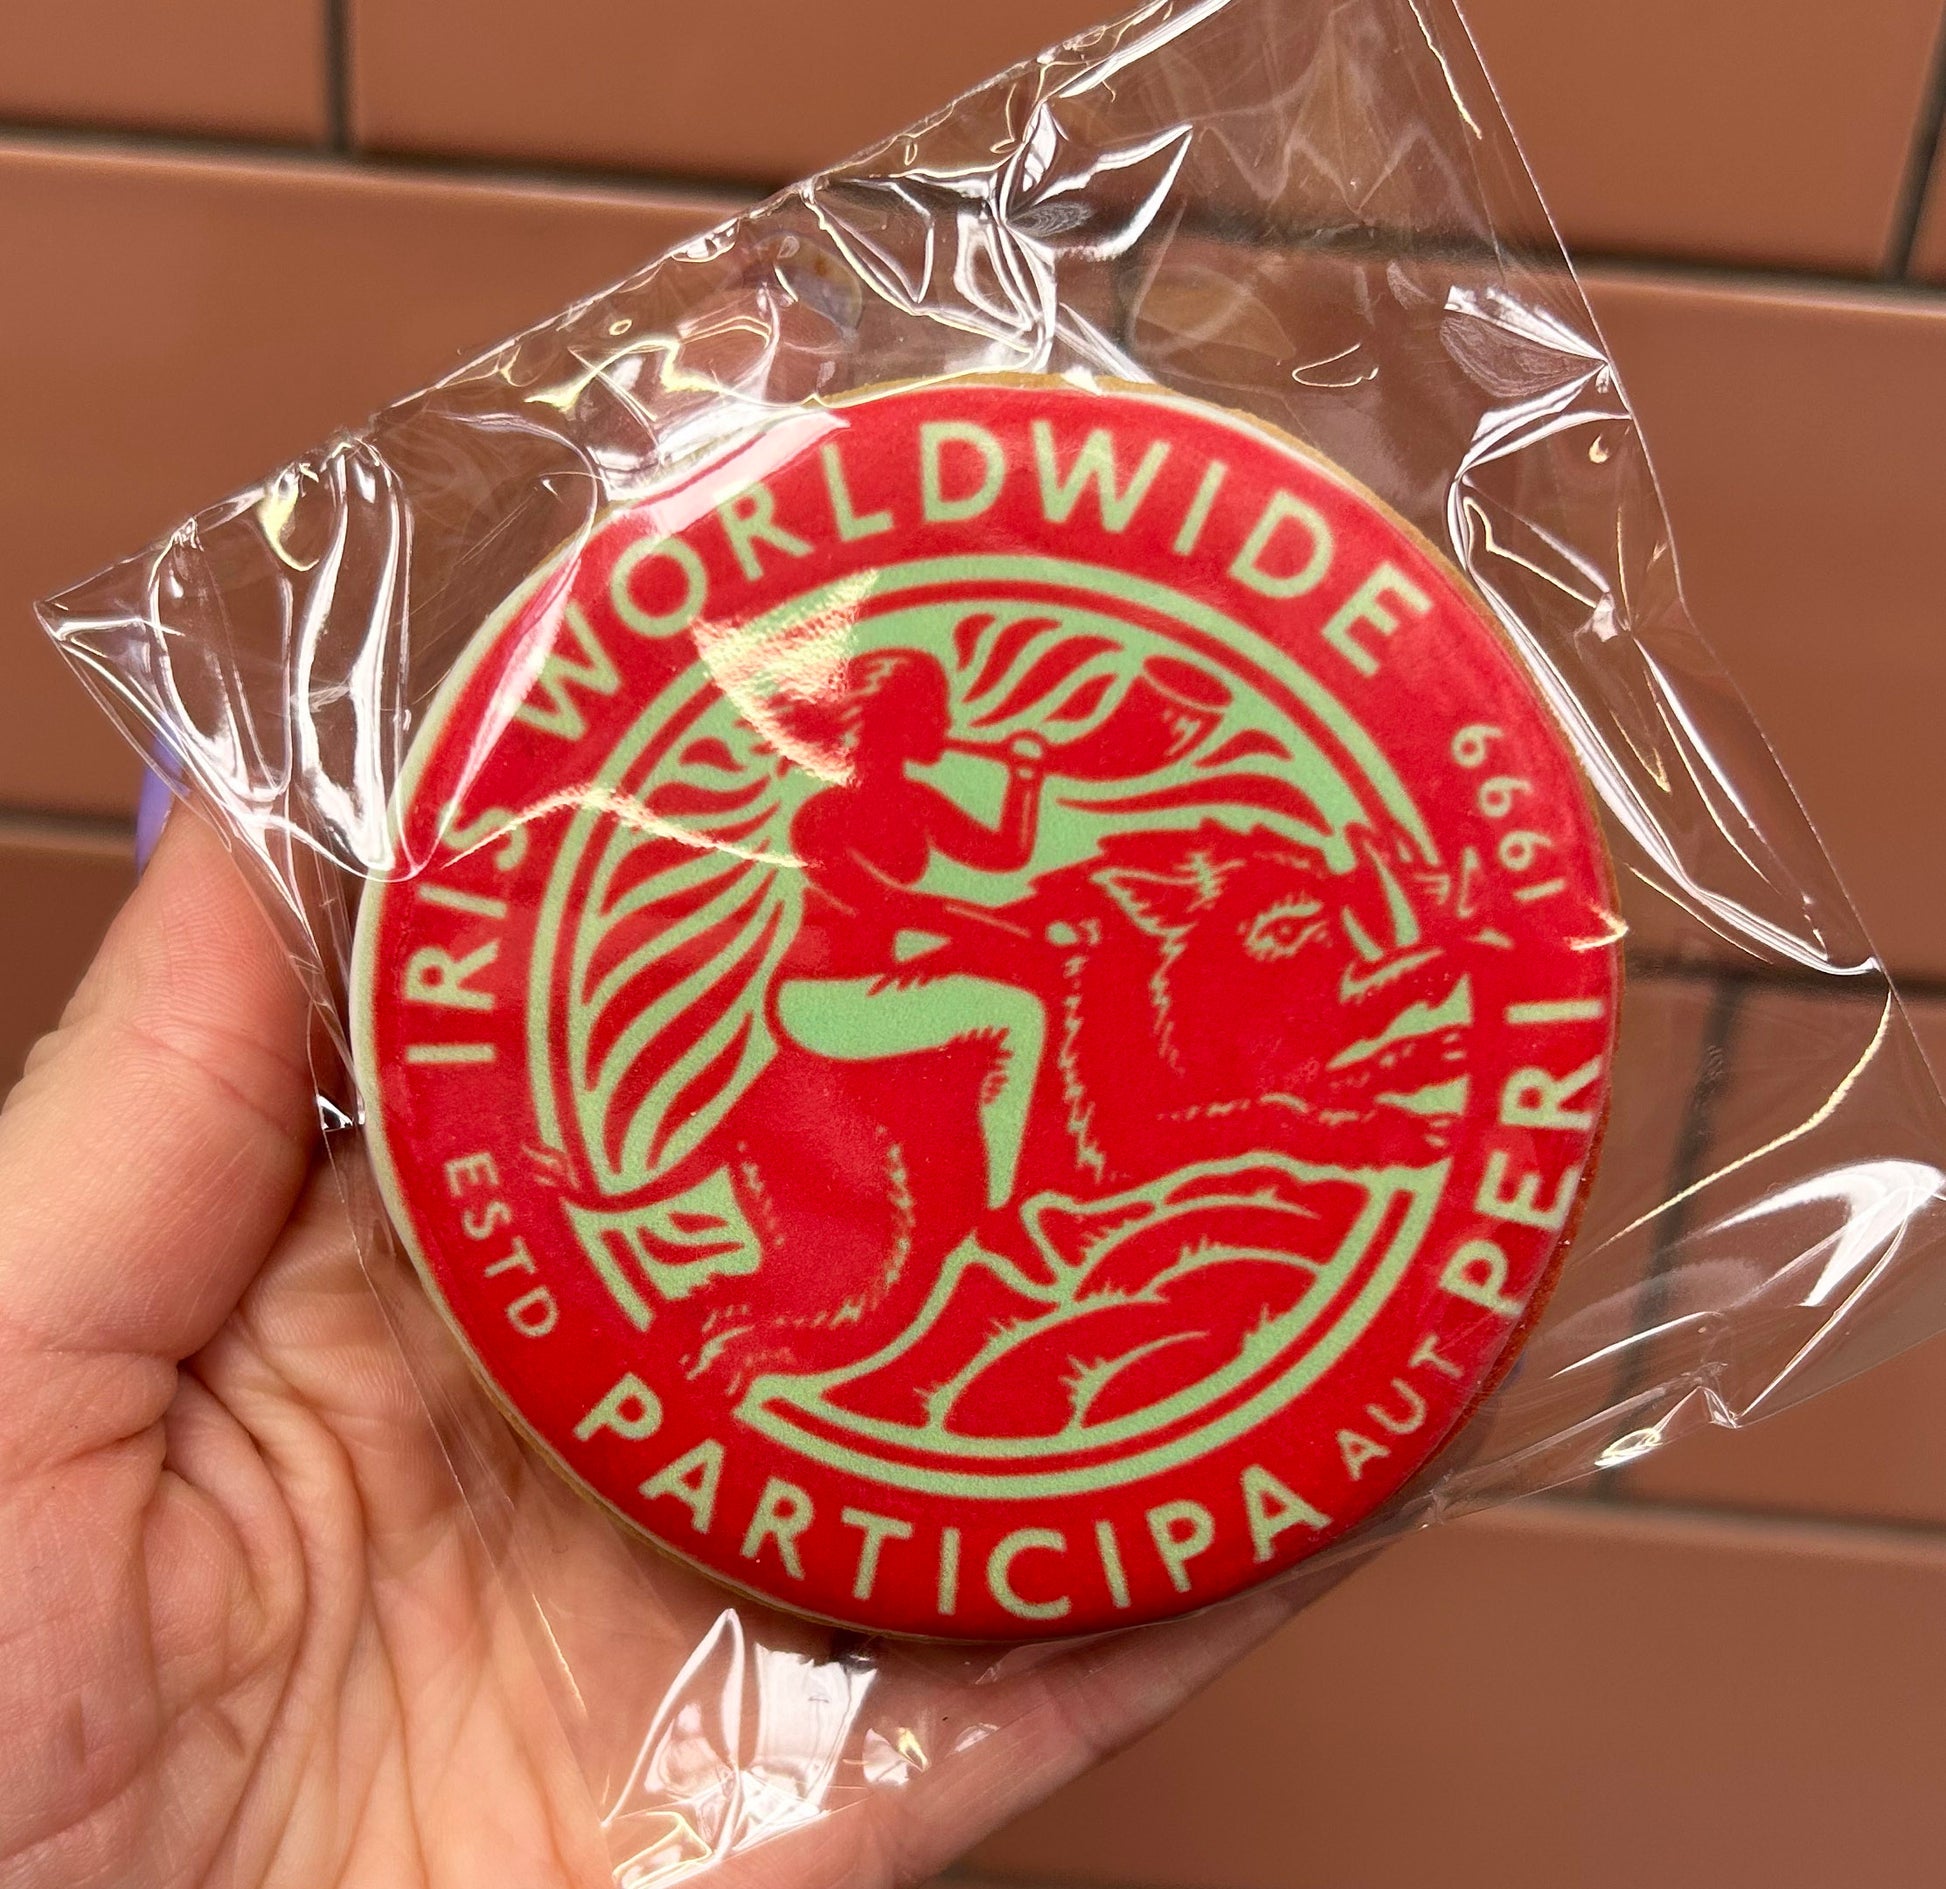 IRIS WORLDWIDE
ESTD 1999
PARTICIPA AUT PERI